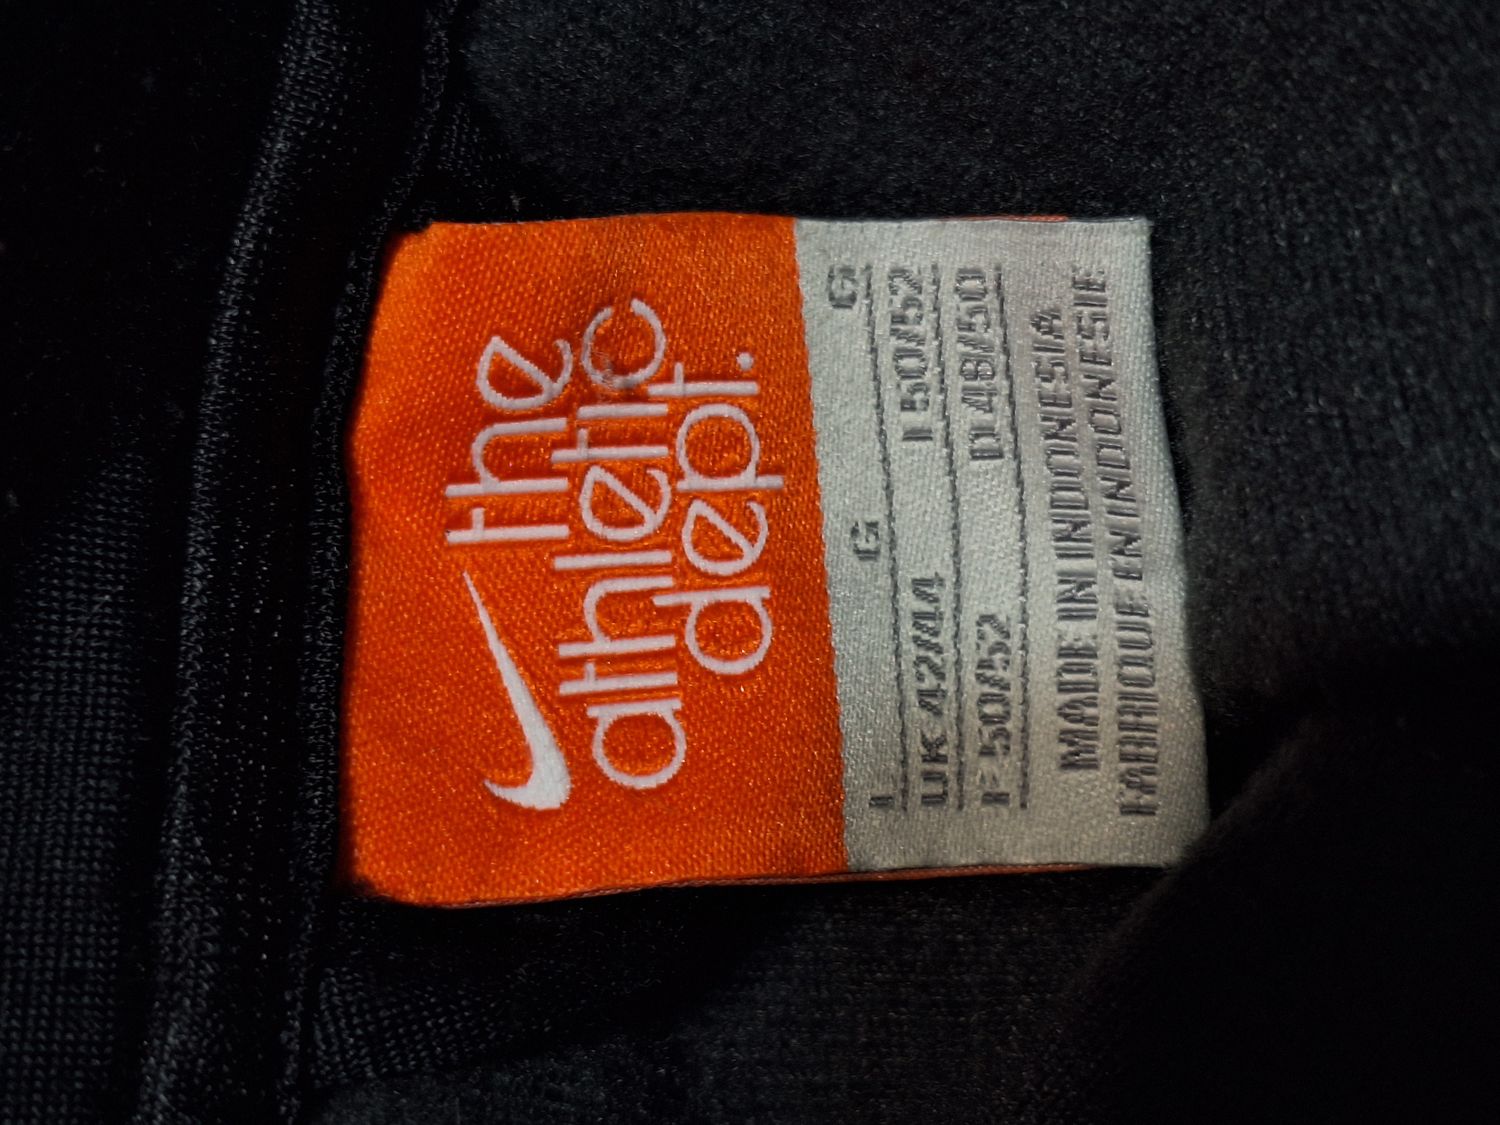 the
athletic
dept.
L G G
UK 42/44 I 50/52
F 50/52 D 48/50
MADE IN INDONESIA
FABRIQUE EN INDONESIE